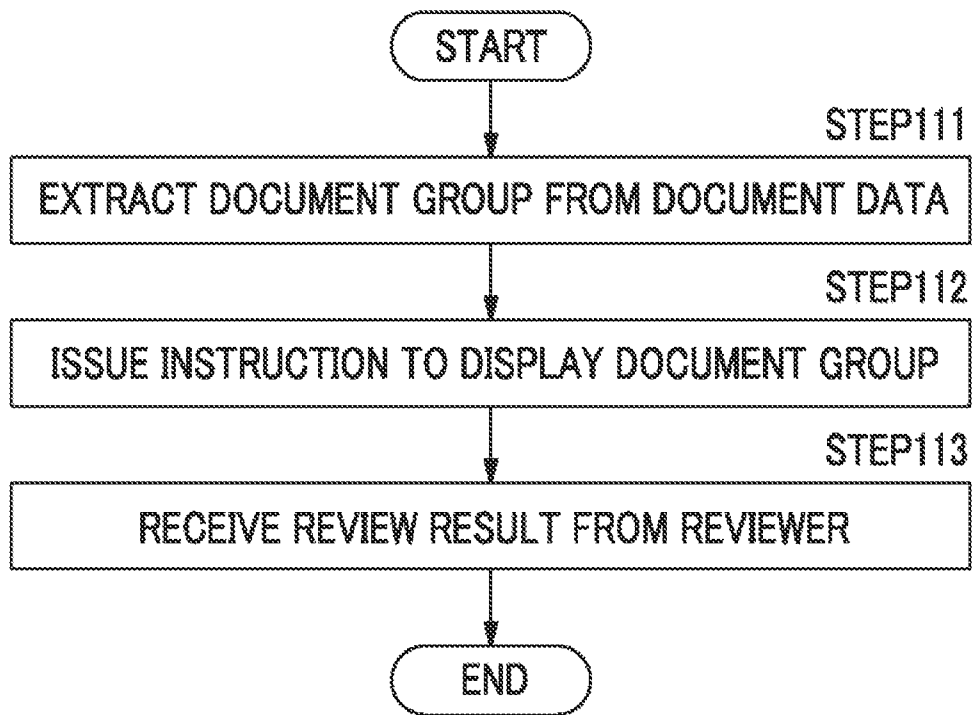 START
STEP111
EXTRACT DOCUMENT GROUP FROM DOCUMENT DATA
STEP112
ISSUE INSTRUCTION TO DISPLAY DOCUMENT GROUP
STEP113
RECEIVE REVIEW RESULT FROM REVIEWER
END